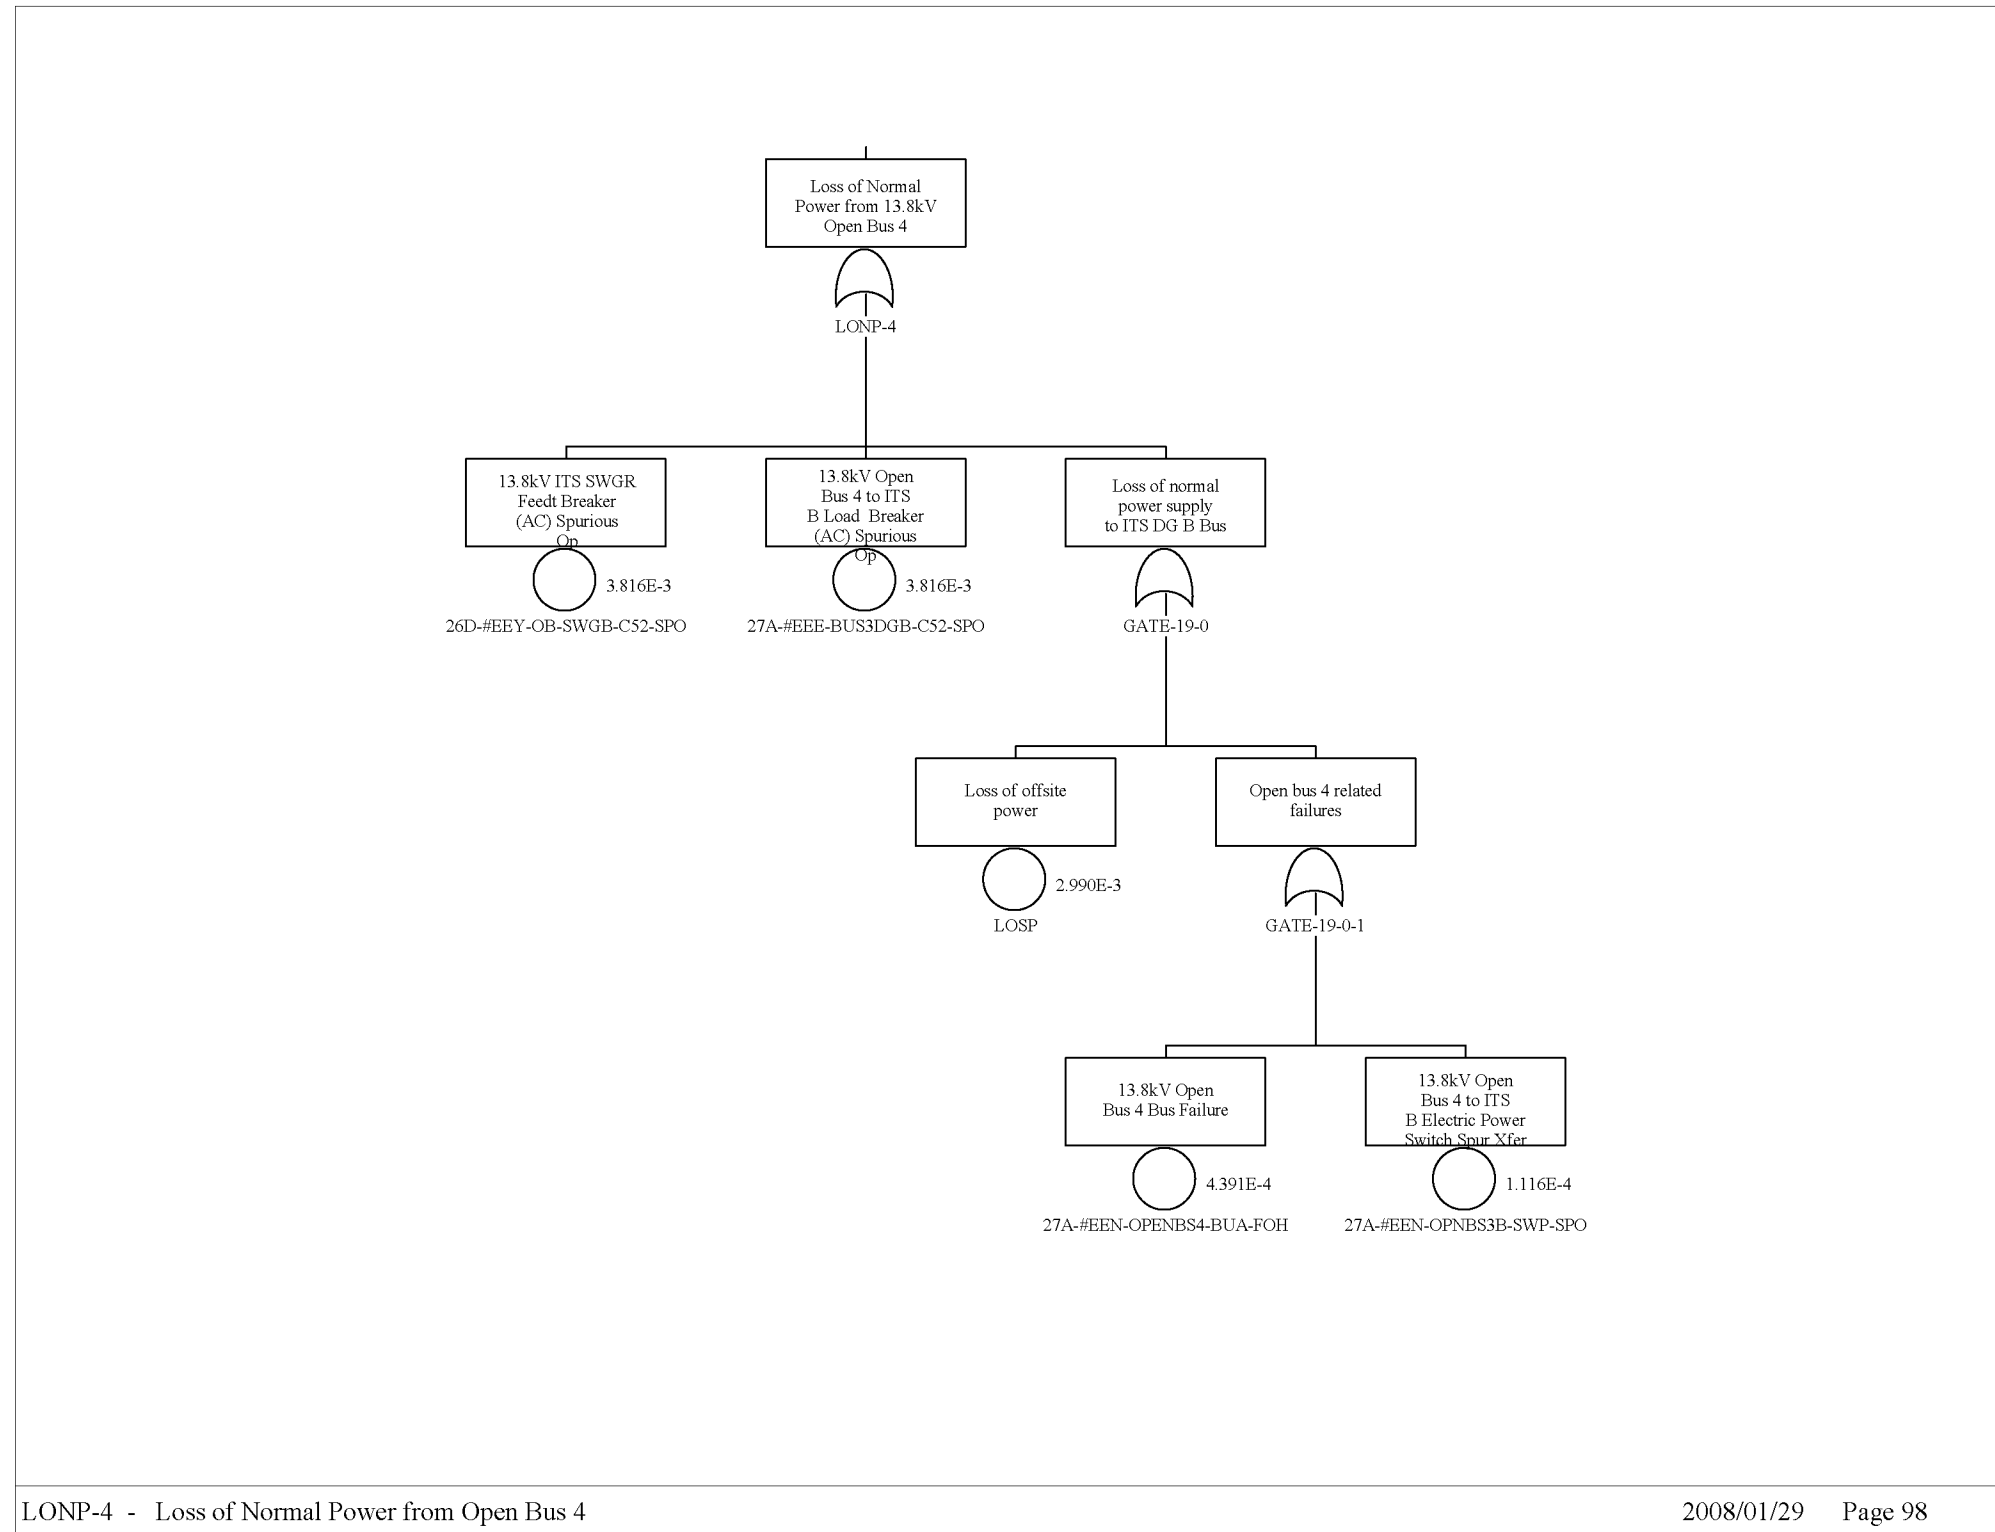 Loss of Normal
Power from 13.8kV
Open Bus 4
LONP-4
13.8kV ITS SWGR
Feedt Breaker
(AC) Spurious
Op
3.816E-3
26D-#EEY-OB-SWGB-C52-SPO
13.8kV Open
Bus 4 to ITS
B Load Breaker
(AC) Spurious
Op
3.816E-3
27A-#EEE-BUS3DGB-C52-SPO
Loss of normal
power supply
to ITS DG B Bus
GATE-19-0
Loss of offsite
power
2.990E-3
LOSP
Open bus 4 related
failures
GATE-19-0-1
13.8kV Open
Bus 4 Bus Failure
4.391E-4
27A-#EEN-OPENBS4-BUA-FOH
13.8kV Open
Bus 4 to ITS
B Electric Power
Switch Spur Xfer
1.116E-4
27A-#EEN-OPNBS3B-SWP-SPO
LONP-4 - Loss of Normal Power from Open Bus 4
2008/01/29 Page 98